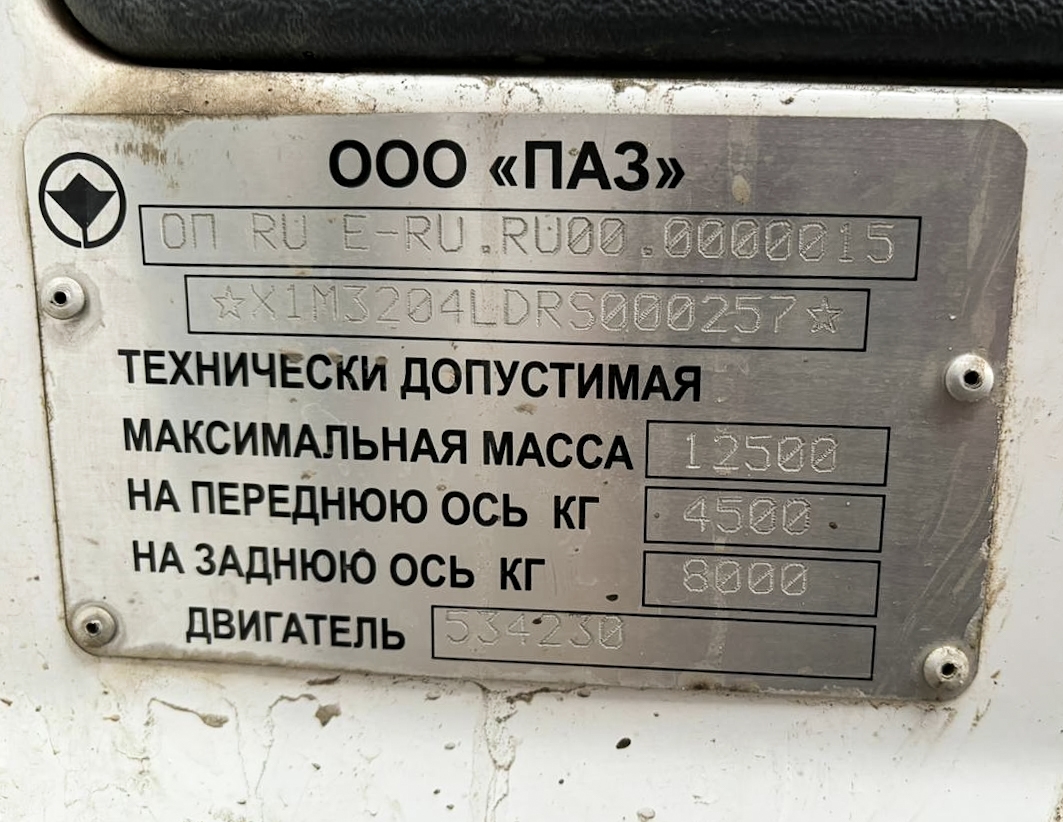 ООО «ПАЗ»
ОП RU Е-RU.RU00.0000015
☆X1M3204LDRS000257☆
ТЕХНИЧЕСКИ ДОПУСТИМАЯ
МАКСИМАЛЬНАЯ МАССА 12500
НА ПЕРЕДНЮЮ ОСЬ КГ 4500
НА ЗАДНЮЮ ОСЬ КГ 8000
ДВИГАТЕЛЬ 534230